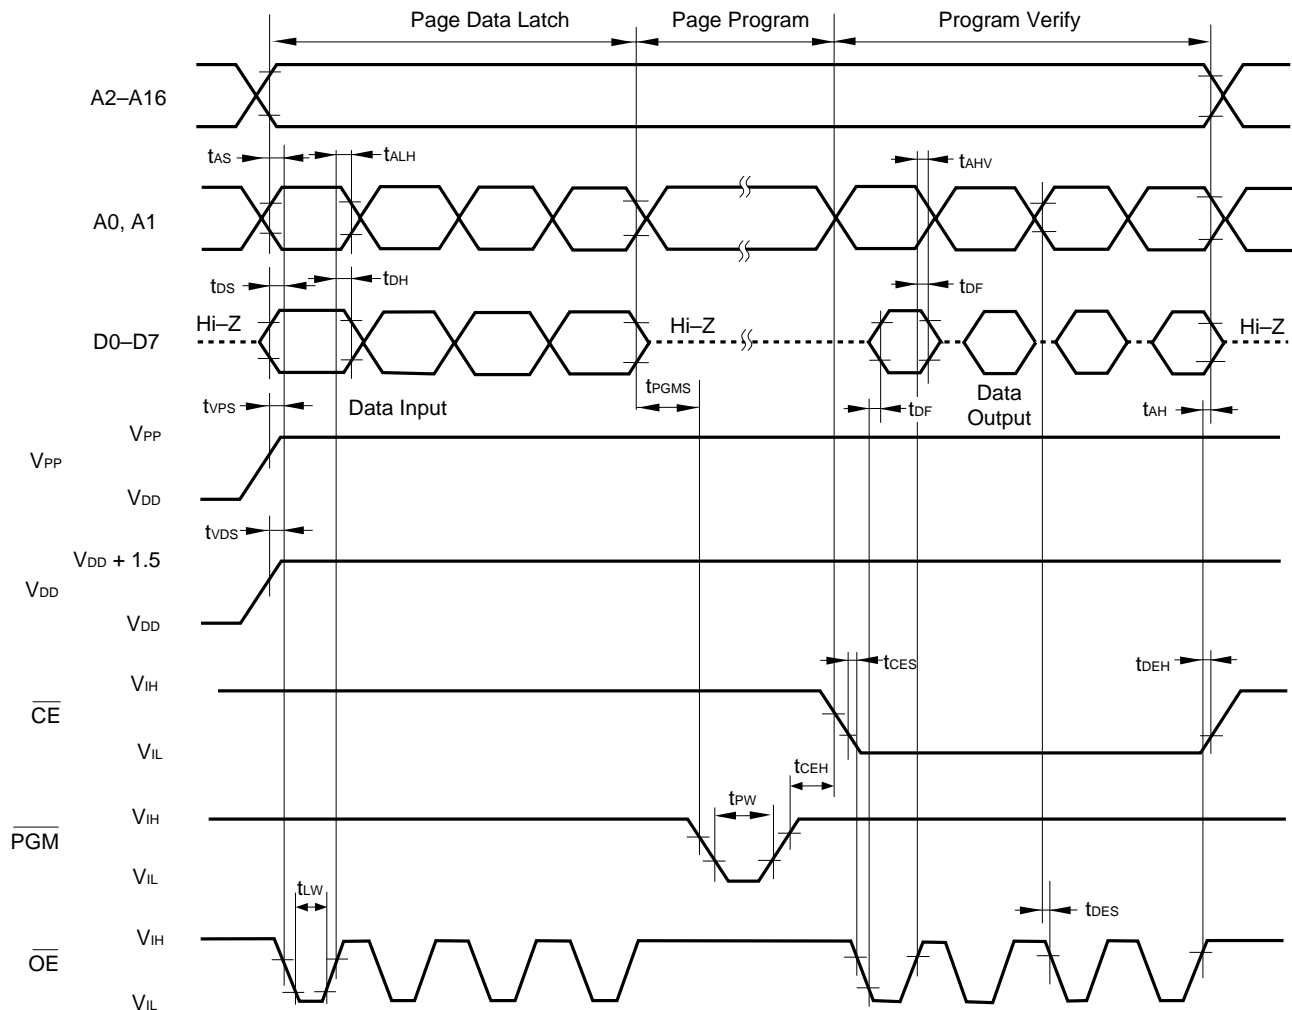 Page Data Latch Page Program Program Verify
A2–A16
tAS tALH tAHV
A0, A1
tDS tDH tDF
Hi–Z Hi–Z Hi–Z
D0–D7
tPGMS
tVPS Data Input tDF Data Output tAH
VPP
VPP
VDD
tVDS
VDD + 1.5
VDD
VDD
tCES tDEH
VIH
CE
VIL
tCEH
tPW
VIH
PGM
VIL
tLW
tDES
VIH
OE
VIL